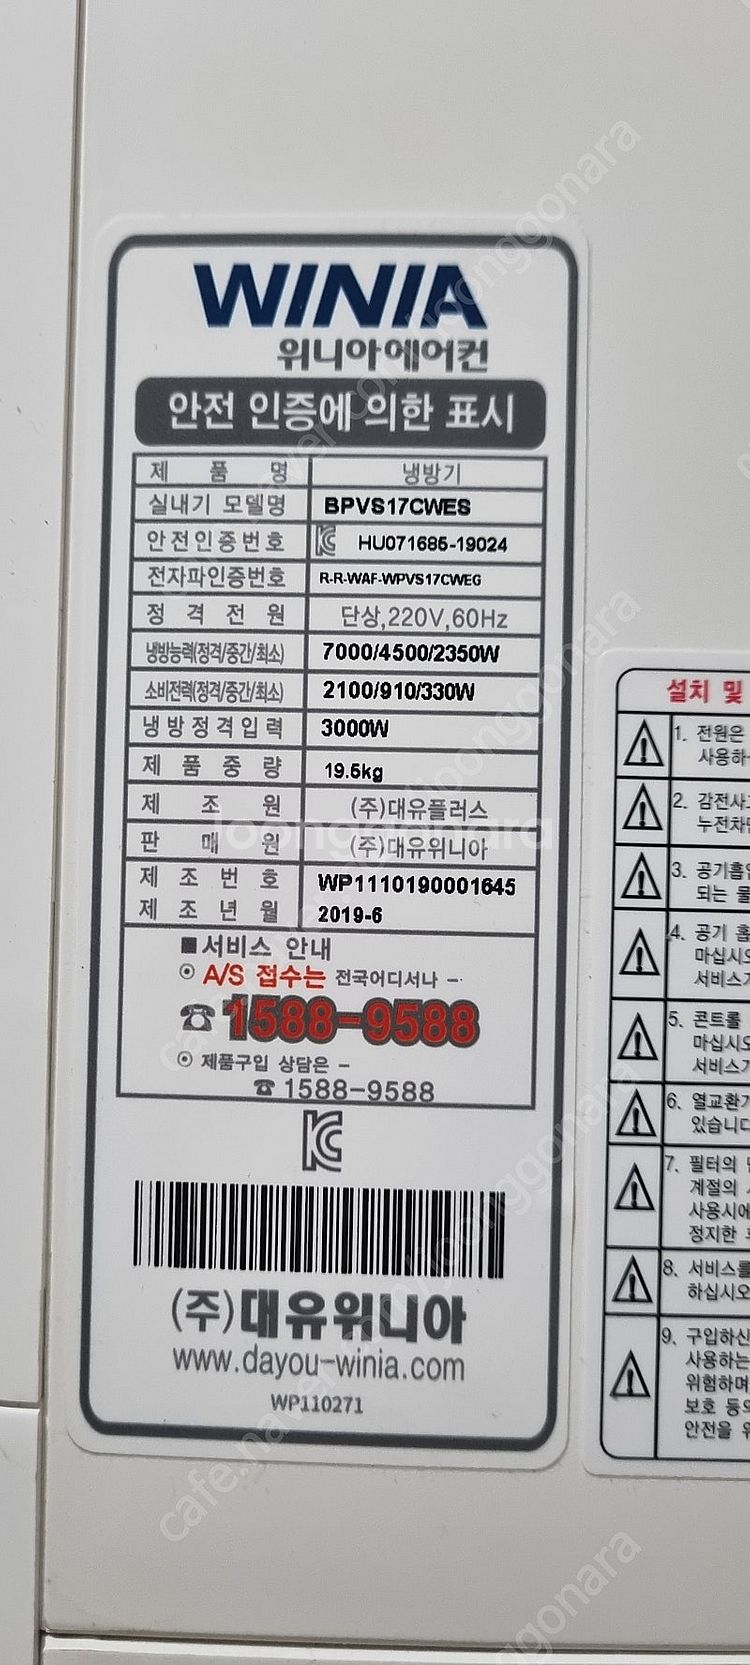 WINIA
위니아에어컨
안전 인증에 의한 표시
제 품 명 냉방기
실내기 모델명 BPVS17CWES
안전인증번호 HU071685-19024
전자파인증번호 R-R-WAF-WPVS17CWEG
정 격 전 원 단상,220V,60Hz
냉방능력(정격/중간/최소) 7000/4500/2350W
소비전력(정격/중간/최소) 2100/910/330W
냉방정격입력 3000W
제 품 중 량 19.5kg
제 조 원 (주)대유플러스
판 매 원 (주)대유위니아
제 조 번 호 WP1110190001645
제 조 년 월 2019-6
■서비스 안내
⊙ A/S 접수는 전국어디서나 -
☎1588-9588
⊙ 제품구입 상담은 -
☎ 1588-9588
(주)대유위니아
www.dayou-winia.com
WP110271
설치 및
1. 전원은
사용하
2. 감전사
누전차
3. 공기흡
되는 물
4. 공기 흡
마십시오
서비스
5. 콘트롤
마십시오
서비스
6. 열교환기
있습니다
7. 필터의
계절의
사용시에
정지한
8. 서비스를
하십시오
9. 구입하신
사용하는
위험하며
보호 등의
안전을
cafe.naver.com/joonggonara